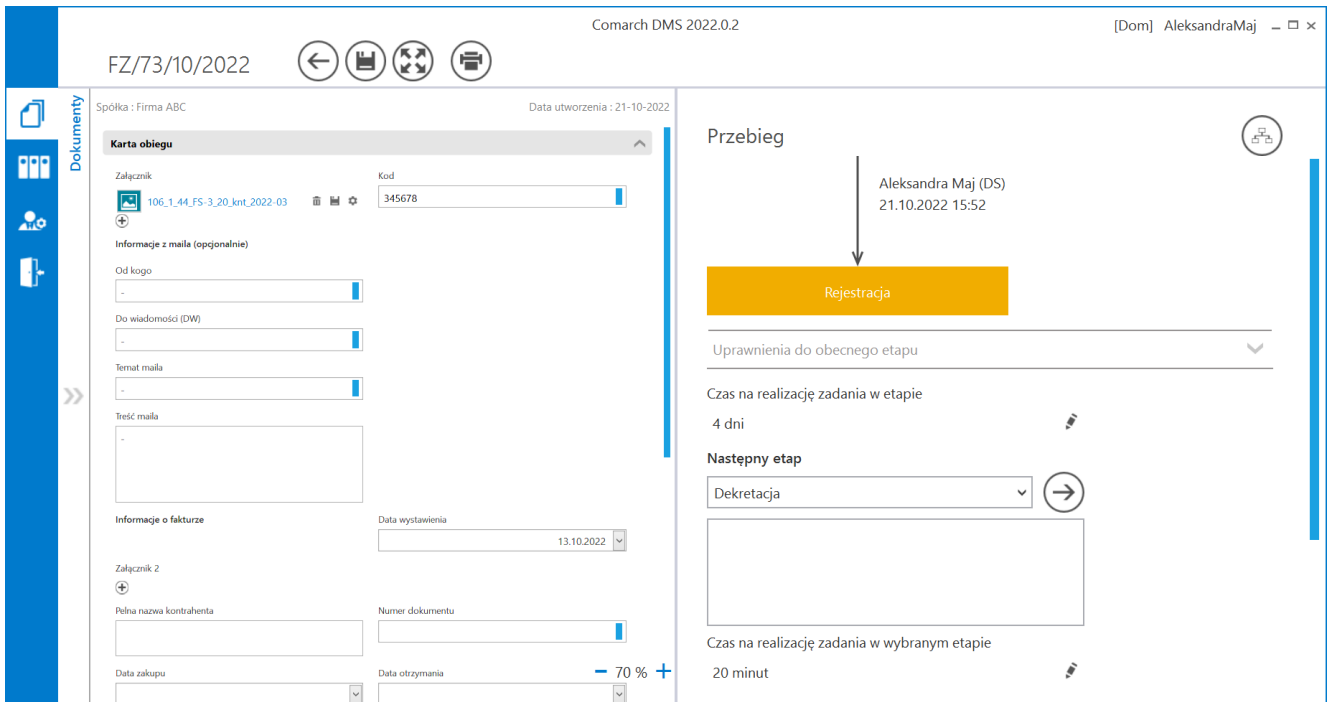 Comarch DMS 2022.0.2
[Dom] AleksandraMaj
FZ/73/10/2022
Dokumenty
Spółka : Firma ABC
Data utworzenia : 21-10-2022
Karta obiegu
Załącznik
Kod
106_1_44_FS-3_20_knt_2022-03
345678
Informacje z maila (opcjonalnie)
Od kogo
-
Do wiadomości (DW)
-
Temat maila
-
Treść maila
-
Informacje o fakturze
Data wystawienia
13.10.2022
Załącznik 2
Pełna nazwa kontrahenta
Numer dokumentu
Data zakupu
Data otrzymania
70 %
Przebieg
Aleksandra Maj (DS)
21.10.2022 15:52
Rejestracja
Uprawnienia do obecnego etapu
Czas na realizację zadania w etapie
4 dni
Następny etap
Dekretacja
Czas na realizację zadania w wybranym etapie
20 minut